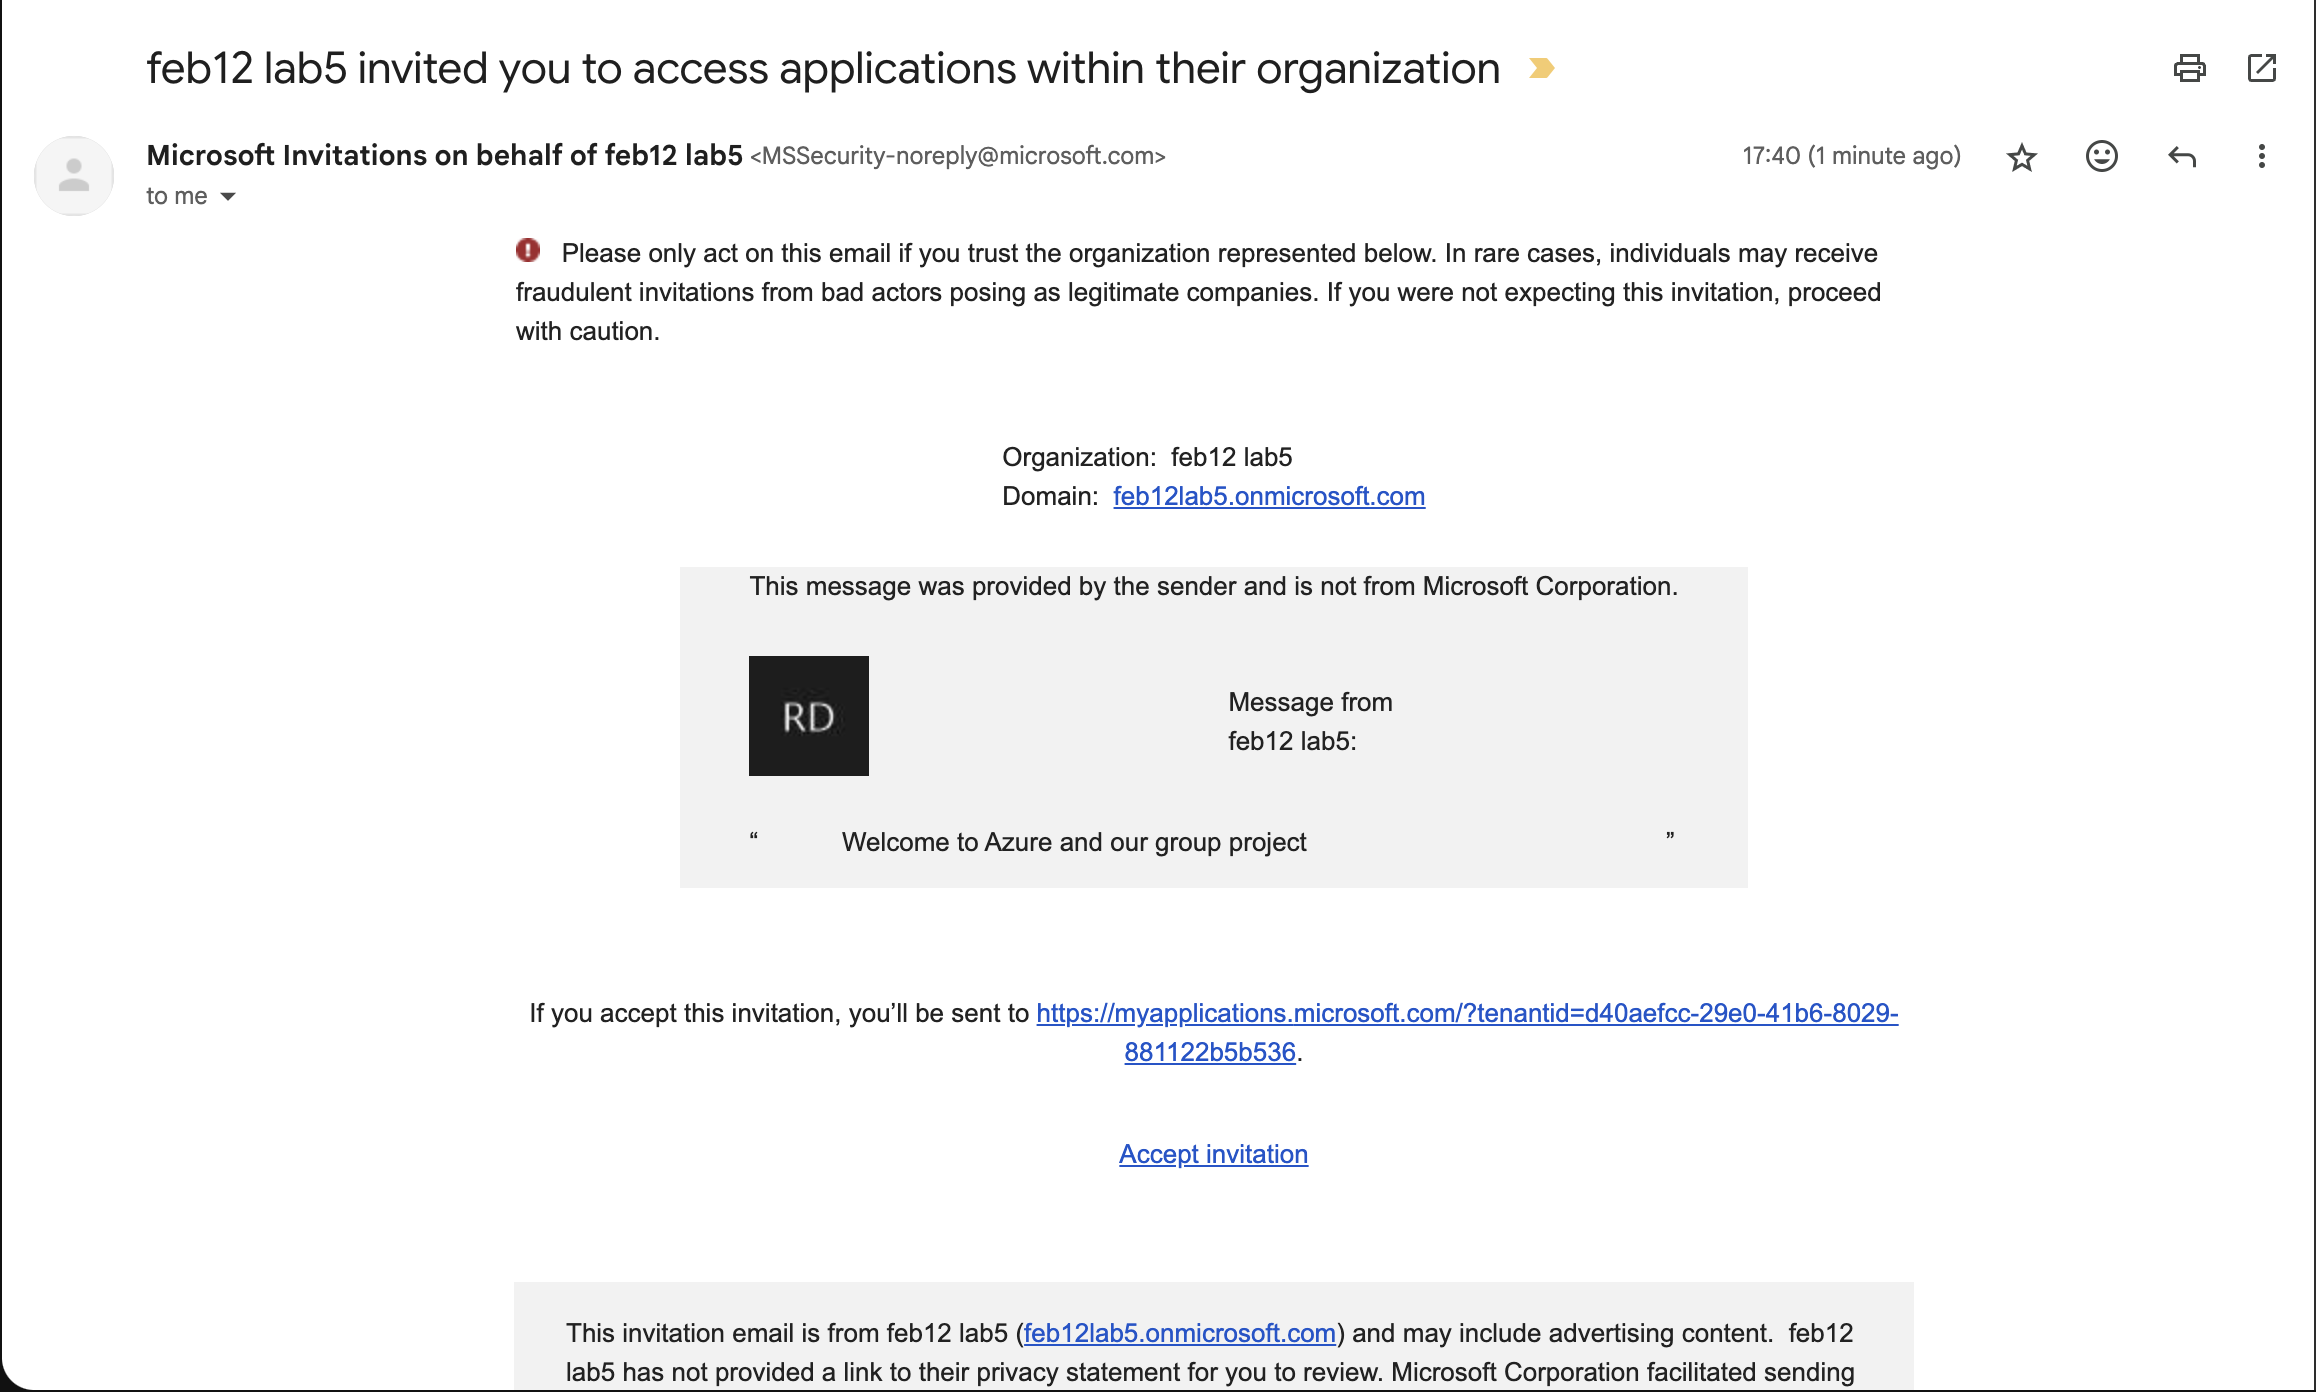 feb12 lab5 invited you to access applications within their organization
Microsoft Invitations on behalf of feb12 lab5 <MSSecurity-noreply@microsoft.com>
17:40 (1 minute ago)
to me
Please only act on this email if you trust the organization represented below. In rare cases, individuals may receive
fraudulent invitations from bad actors posing as legitimate companies. If you were not expecting this invitation, proceed
with caution.
Organization: feb12 lab5
Domain: feb12lab5.onmicrosoft.com
This message was provided by the sender and is not from Microsoft Corporation.
RD
Message from
feb12 lab5:
“ Welcome to Azure and our group project ”
If you accept this invitation, you’ll be sent to https://myapplications.microsoft.com/?tenantid=d40aefcc-29e0-41b6-8029-
881122b5b536.
Accept invitation
This invitation email is from feb12 lab5 (feb12lab5.onmicrosoft.com) and may include advertising content. feb12
lab5 has not provided a link to their privacy statement for you to review. Microsoft Corporation facilitated sending